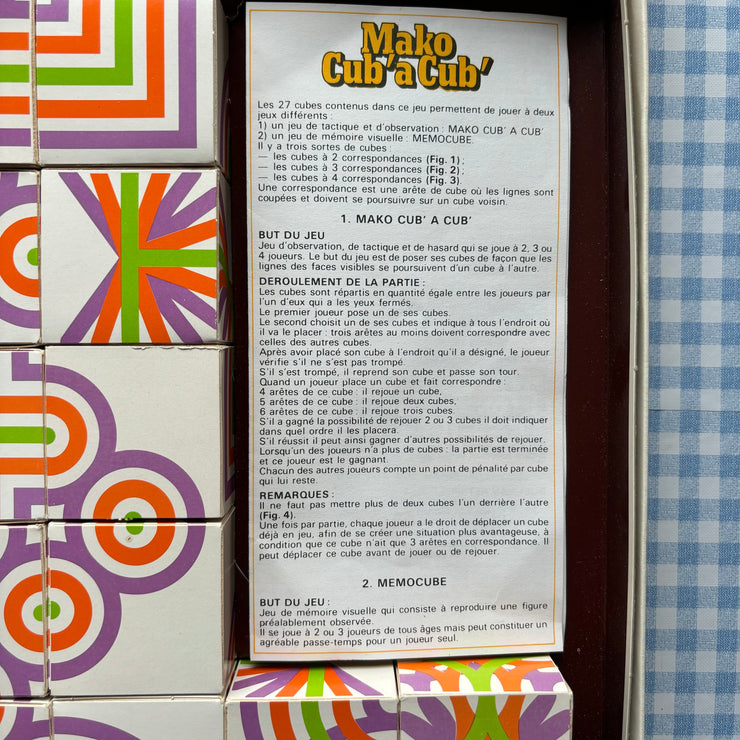 Mako
Cub'a Cub'
Les 27 cubes contenus dans ce jeu permettent de jouer à deux
jeux différents :
1) un jeu de tactique et d'observation : MAKO CUB' A CUB'
2) un jeu de mémoire visuelle : MEMOCUBE.
Il y a trois sortes de cubes :
— les cubes à 2 correspondances (Fig. 1) ;
— les cubes à 3 correspondances (Fig. 2) ;
— les cubes à 4 correspondances (Fig. 3).
Une correspondance est une arête de cube où les lignes sont
coupées et doivent se poursuivre sur un cube voisin.
1. MAKO CUB' A CUB'
BUT DU JEU
Jeu d'observation, de tactique et de hasard qui se joue à 2, 3 ou
4 joueurs. Le but du jeu est de poser ses cubes de façon que les
lignes des faces visibles se poursuivent d'un cube à l'autre.
DEROULEMENT DE LA PARTIE :
Les cubes sont répartis en quantité égale entre les joueurs par
l'un d'eux qui a les yeux fermés.
Le premier joueur pose un de ses cubes.
Le second choisit un de ses cubes et indique à tous l'endroit où
il va le placer : trois arêtes au moins doivent correspondre avec
celles des autres cubes.
Après avoir placé son cube à l'endroit qu'il a désigné, le joueur
vérifie s'il ne s'est pas trompé.
S'il s'est trompé, il reprend son cube et passe son tour.
Quand un joueur place un cube et fait correspondre :
4 arêtes de ce cube : il rejoue un cube,
5 arêtes de ce cube : il rejoue deux cubes,
6 arêtes de ce cube : il rejoue trois cubes.
S'il a gagné la possibilité de rejouer 2 ou 3 cubes il doit indiquer
dans quel ordre il les placera.
S'il réussit il peut ainsi gagner d'autres possibilités de rejouer.
Lorsqu'un des joueurs n'a plus de cubes : la partie est terminée
et ce joueur est le gagnant.
Chacun des autres joueurs compte un point de pénalité par cube
qui lui reste.
REMARQUES :
Il ne faut pas mettre plus de deux cubes l'un derrière l'autre
(Fig. 4).
Une fois par partie, chaque joueur a le droit de déplacer un cube
déjà en jeu, afin de se créer une situation plus avantageuse, à
condition que ce cube n'ait que 3 arêtes en correspondance. Il
peut déplacer ce cube avant de jouer ou de rejouer.
2. MEMOCUBE
BUT DU JEU :
Jeu de mémoire visuelle qui consiste à reproduire une figure
préalablement observée.
Il se joue à 2 ou 3 joueurs de tous âges mais peut constituer un
agréable passe-temps pour un joueur seul.